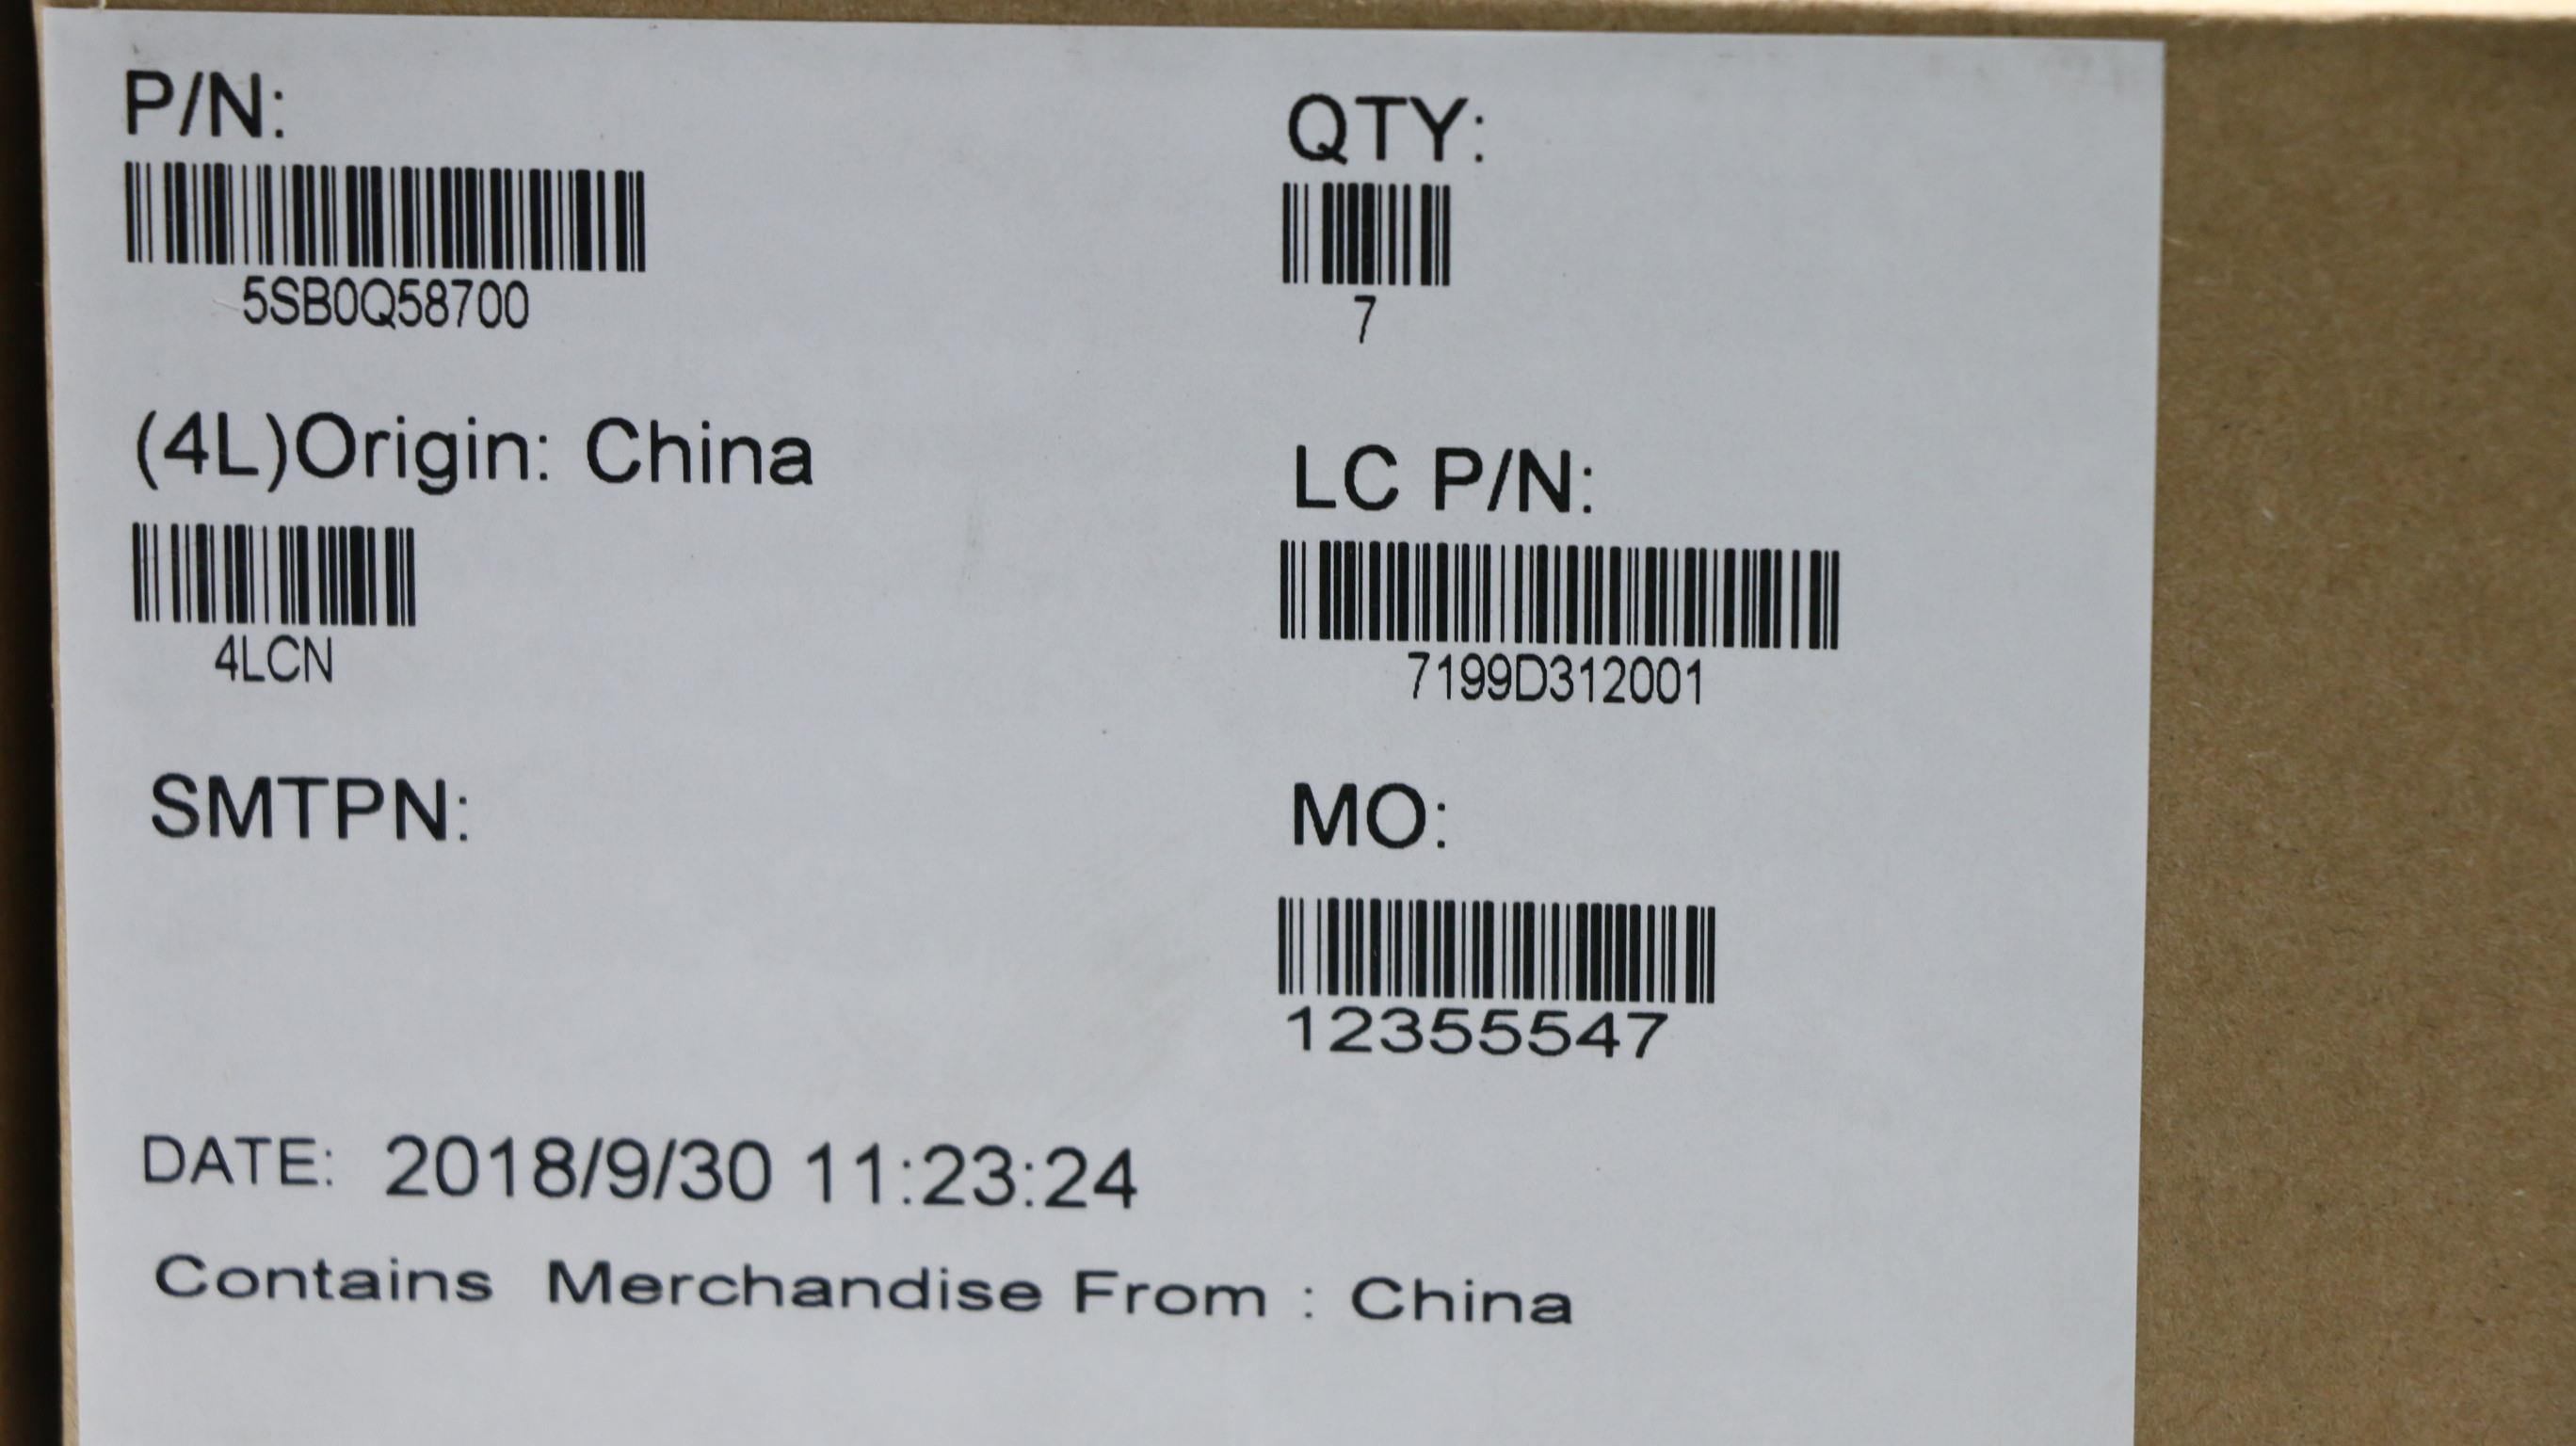 P/N:
5SB0Q58700
QTY:
7
(4L)Origin: China
4LCN
LC P/N:
7199D312001
SMTPN:
MO:
12355547
DATE: 2018/9/30 11:23:24
Contains Merchandise From : China